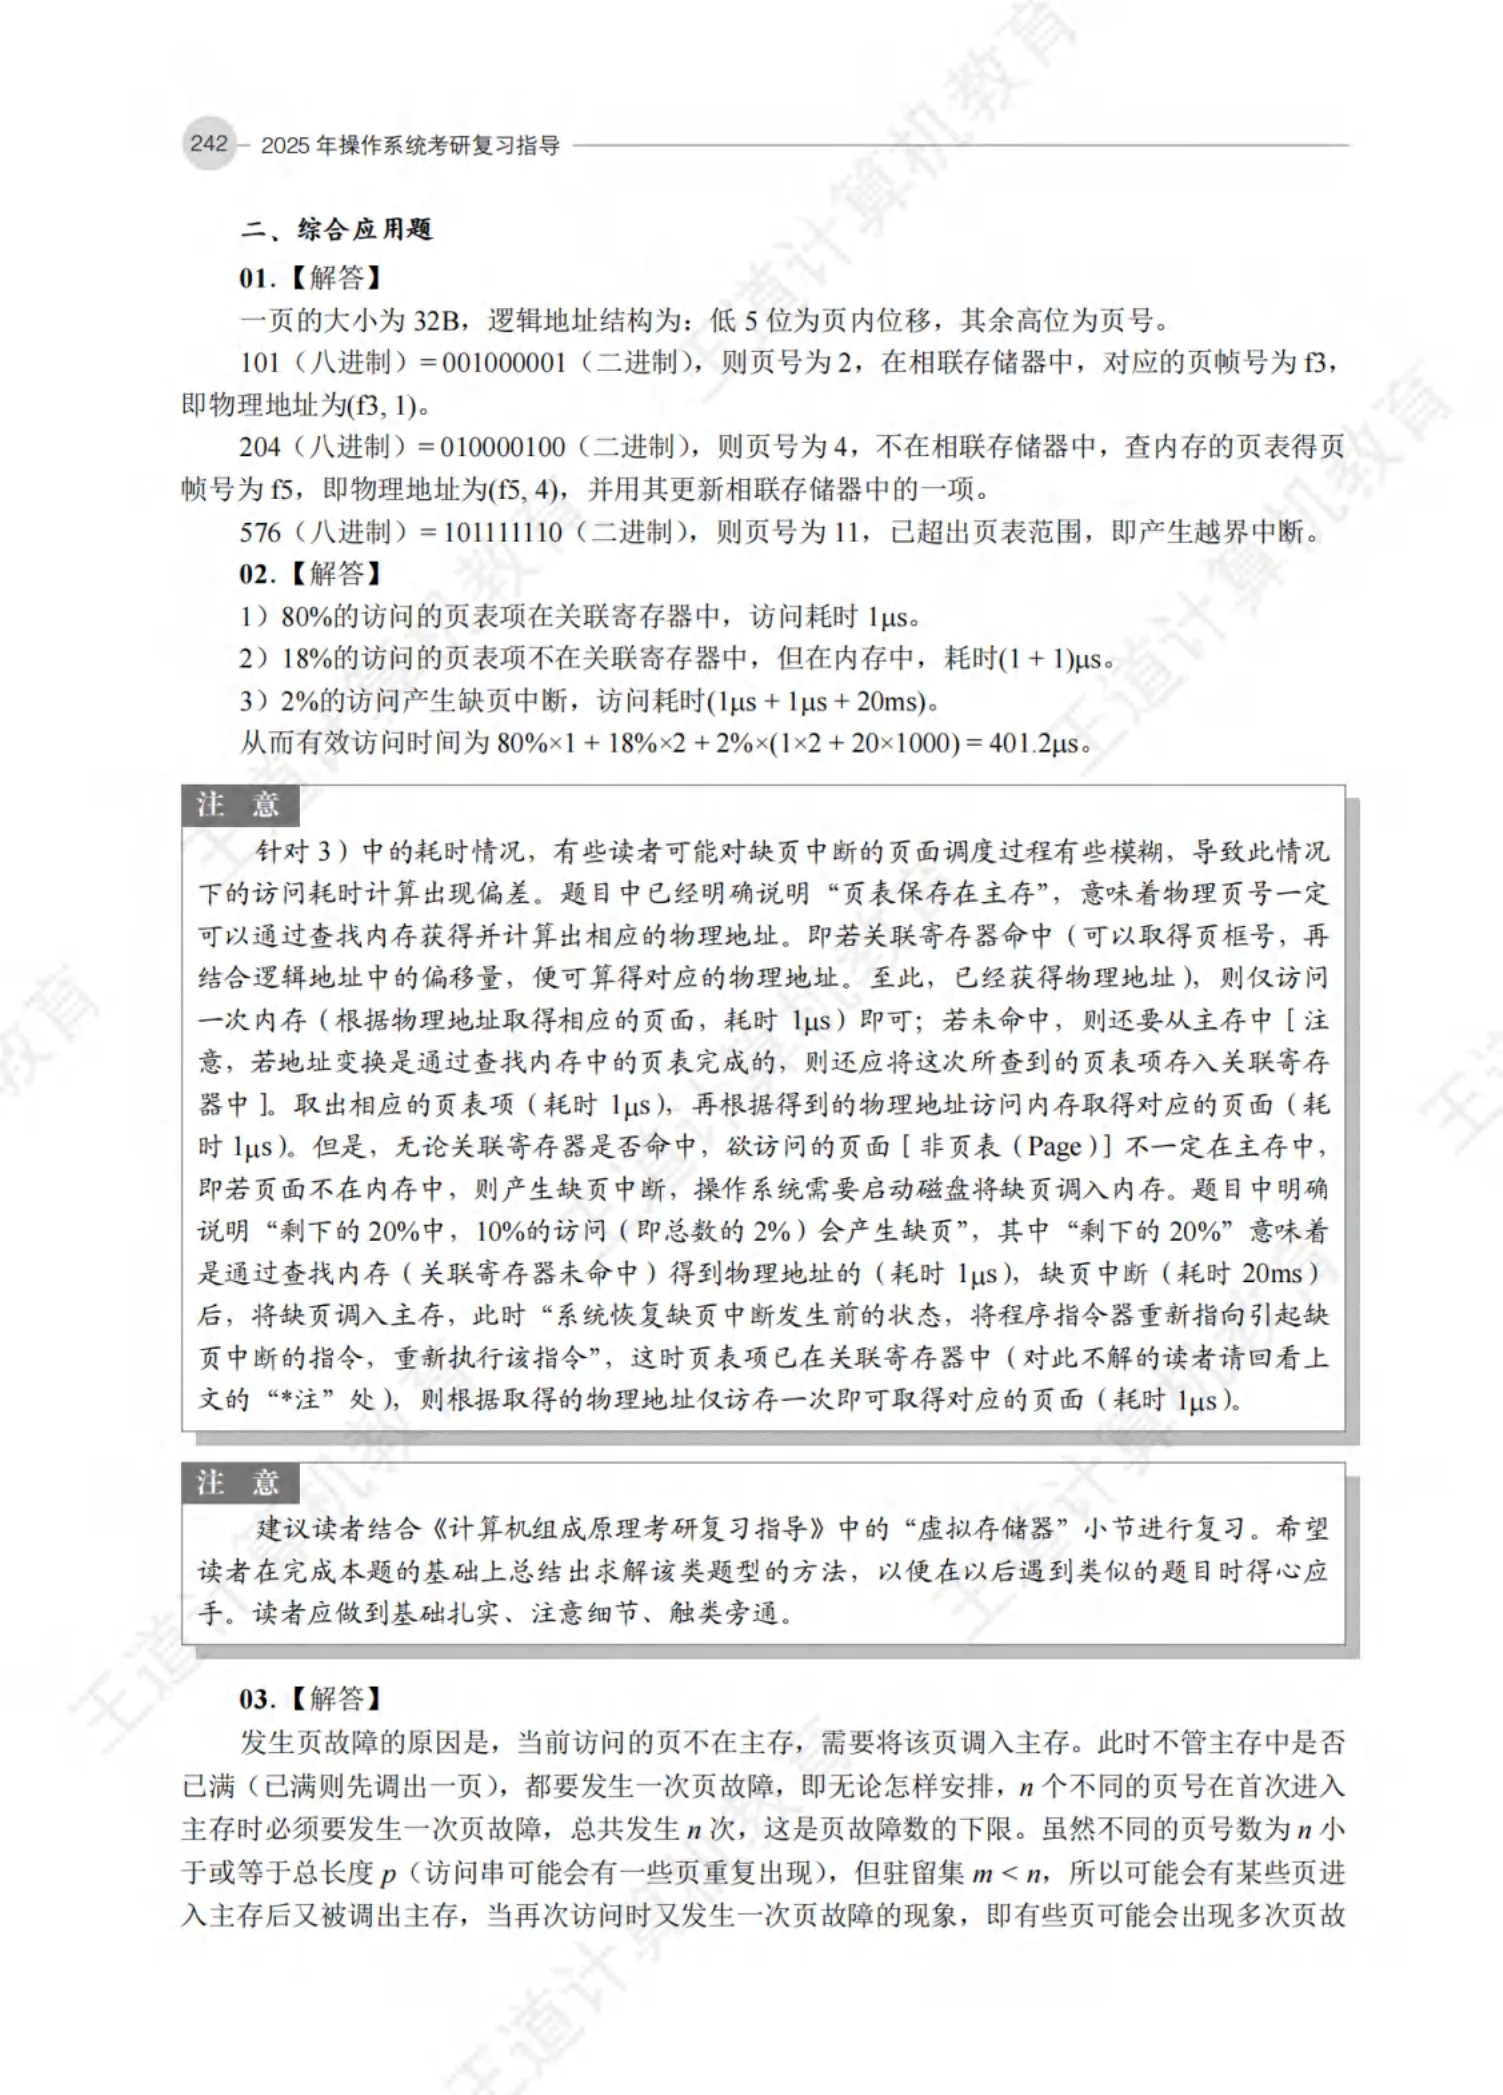 242
2025 年操作系统考研复习指导
二、综合应用题
01.【解答】
一页的大小为 32B，逻辑地址结构为：低 5 位为页内位移，其余高位为页号。
101（八进制）= 001000001（二进制），则页号为 2，在相联存储器中，对应的页帧号为 f3，
即物理地址为(f3, 1)。
204（八进制）= 010000100（二进制），则页号为 4，不在相联存储器中，查内存的页表得页
帧号为 f5，即物理地址为(f5, 4)，并用其更新相联存储器中的一项。
576（八进制）= 101111110（二进制），则页号为 11，已超出页表范围，即产生越界中断。
02.【解答】
1）80%的访问的页表项在关联寄存器中，访问耗时 1μs。
2）18%的访问的页表项不在关联寄存器中，但在内存中，耗时(1 + 1)μs。
3）2%的访问产生缺页中断，访问耗时(1μs + 1μs + 20ms)。
从而有效访问时间为 80%×1 + 18%×2 + 2%×(1×2 + 20×1000) = 401.2μs。
注 意
针对 3）中的耗时情况，有些读者可能对缺页中断的页面调度过程有些模糊，导致此情况
下的访问耗时计算出现偏差。题目中已经明确说明“页表保存在主存”，意味着物理页号一定
可以通过查找内存获得并计算出相应的物理地址。即若关联寄存器命中（可以取得页框号，再
结合逻辑地址中的偏移量，便可算得对应的物理地址。至此，已经获得物理地址），则仅访问
一次内存（根据物理地址取得相应的页面，耗时 1μs）即可；若未命中，则还要从主存中［注
意，若地址变换是通过查找内存中的页表完成的，则还应将这次所查到的页表项存入关联寄存
器中］。取出相应的页表项（耗时 1μs），再根据得到的物理地址访问内存取得对应的页面（耗
时 1μs）。但是，无论关联寄存器是否命中，欲访问的页面［非页表（Page）］不一定在主存中，
即若页面不在内存中，则产生缺页中断，操作系统需要启动磁盘将缺页调入内存。题目中明确
说明“剩下的 20%中，10%的访问（即总数的 2%）会产生缺页”，其中“剩下的 20%”意味着
是通过查找内存（关联寄存器未命中）得到物理地址的（耗时 1μs），缺页中断（耗时 20ms）
后，将缺页调入主存，此时“系统恢复缺页中断发生前的状态，将程序指令器重新指向引起缺
页中断的指令，重新执行该指令”，这时页表项已在关联寄存器中（对此不解的读者请回看上
文的“*注”处），则根据取得的物理地址仅访存一次即可取得对应的页面（耗时 1μs）。
注 意
建议读者结合《计算机组成原理考研复习指导》中的“虚拟存储器”小节进行复习。希望
读者在完成本题的基础上总结出求解该类题型的方法，以便在以后遇到类似的题目时得心应
手。读者应做到基础扎实、注意细节、触类旁通。
03.【解答】
发生页故障的原因是，当前访问的页不在主存，需要将该页调入主存。此时不管主存中是否
已满（已满则先调出一页），都要发生一次页故障，即无论怎样安排，n 个不同的页号在首次进入
主存时必须要发生一次页故障，总共发生 n 次，这是页故障数的下限。虽然不同的页号数为 n 小
于或等于总长度 p（访问串可能会有一些页重复出现），但驻留集 m < n，所以可能会有某些页进
入主存后又被调出主存，当再次访问时又发生一次页故障的现象，即有些页可能会出现多次页故
王道计算机教育
王道计算机教育
王道计算机教育
王道计算机教育
王道计算机教育
王道计算机教育
王道计算机教育